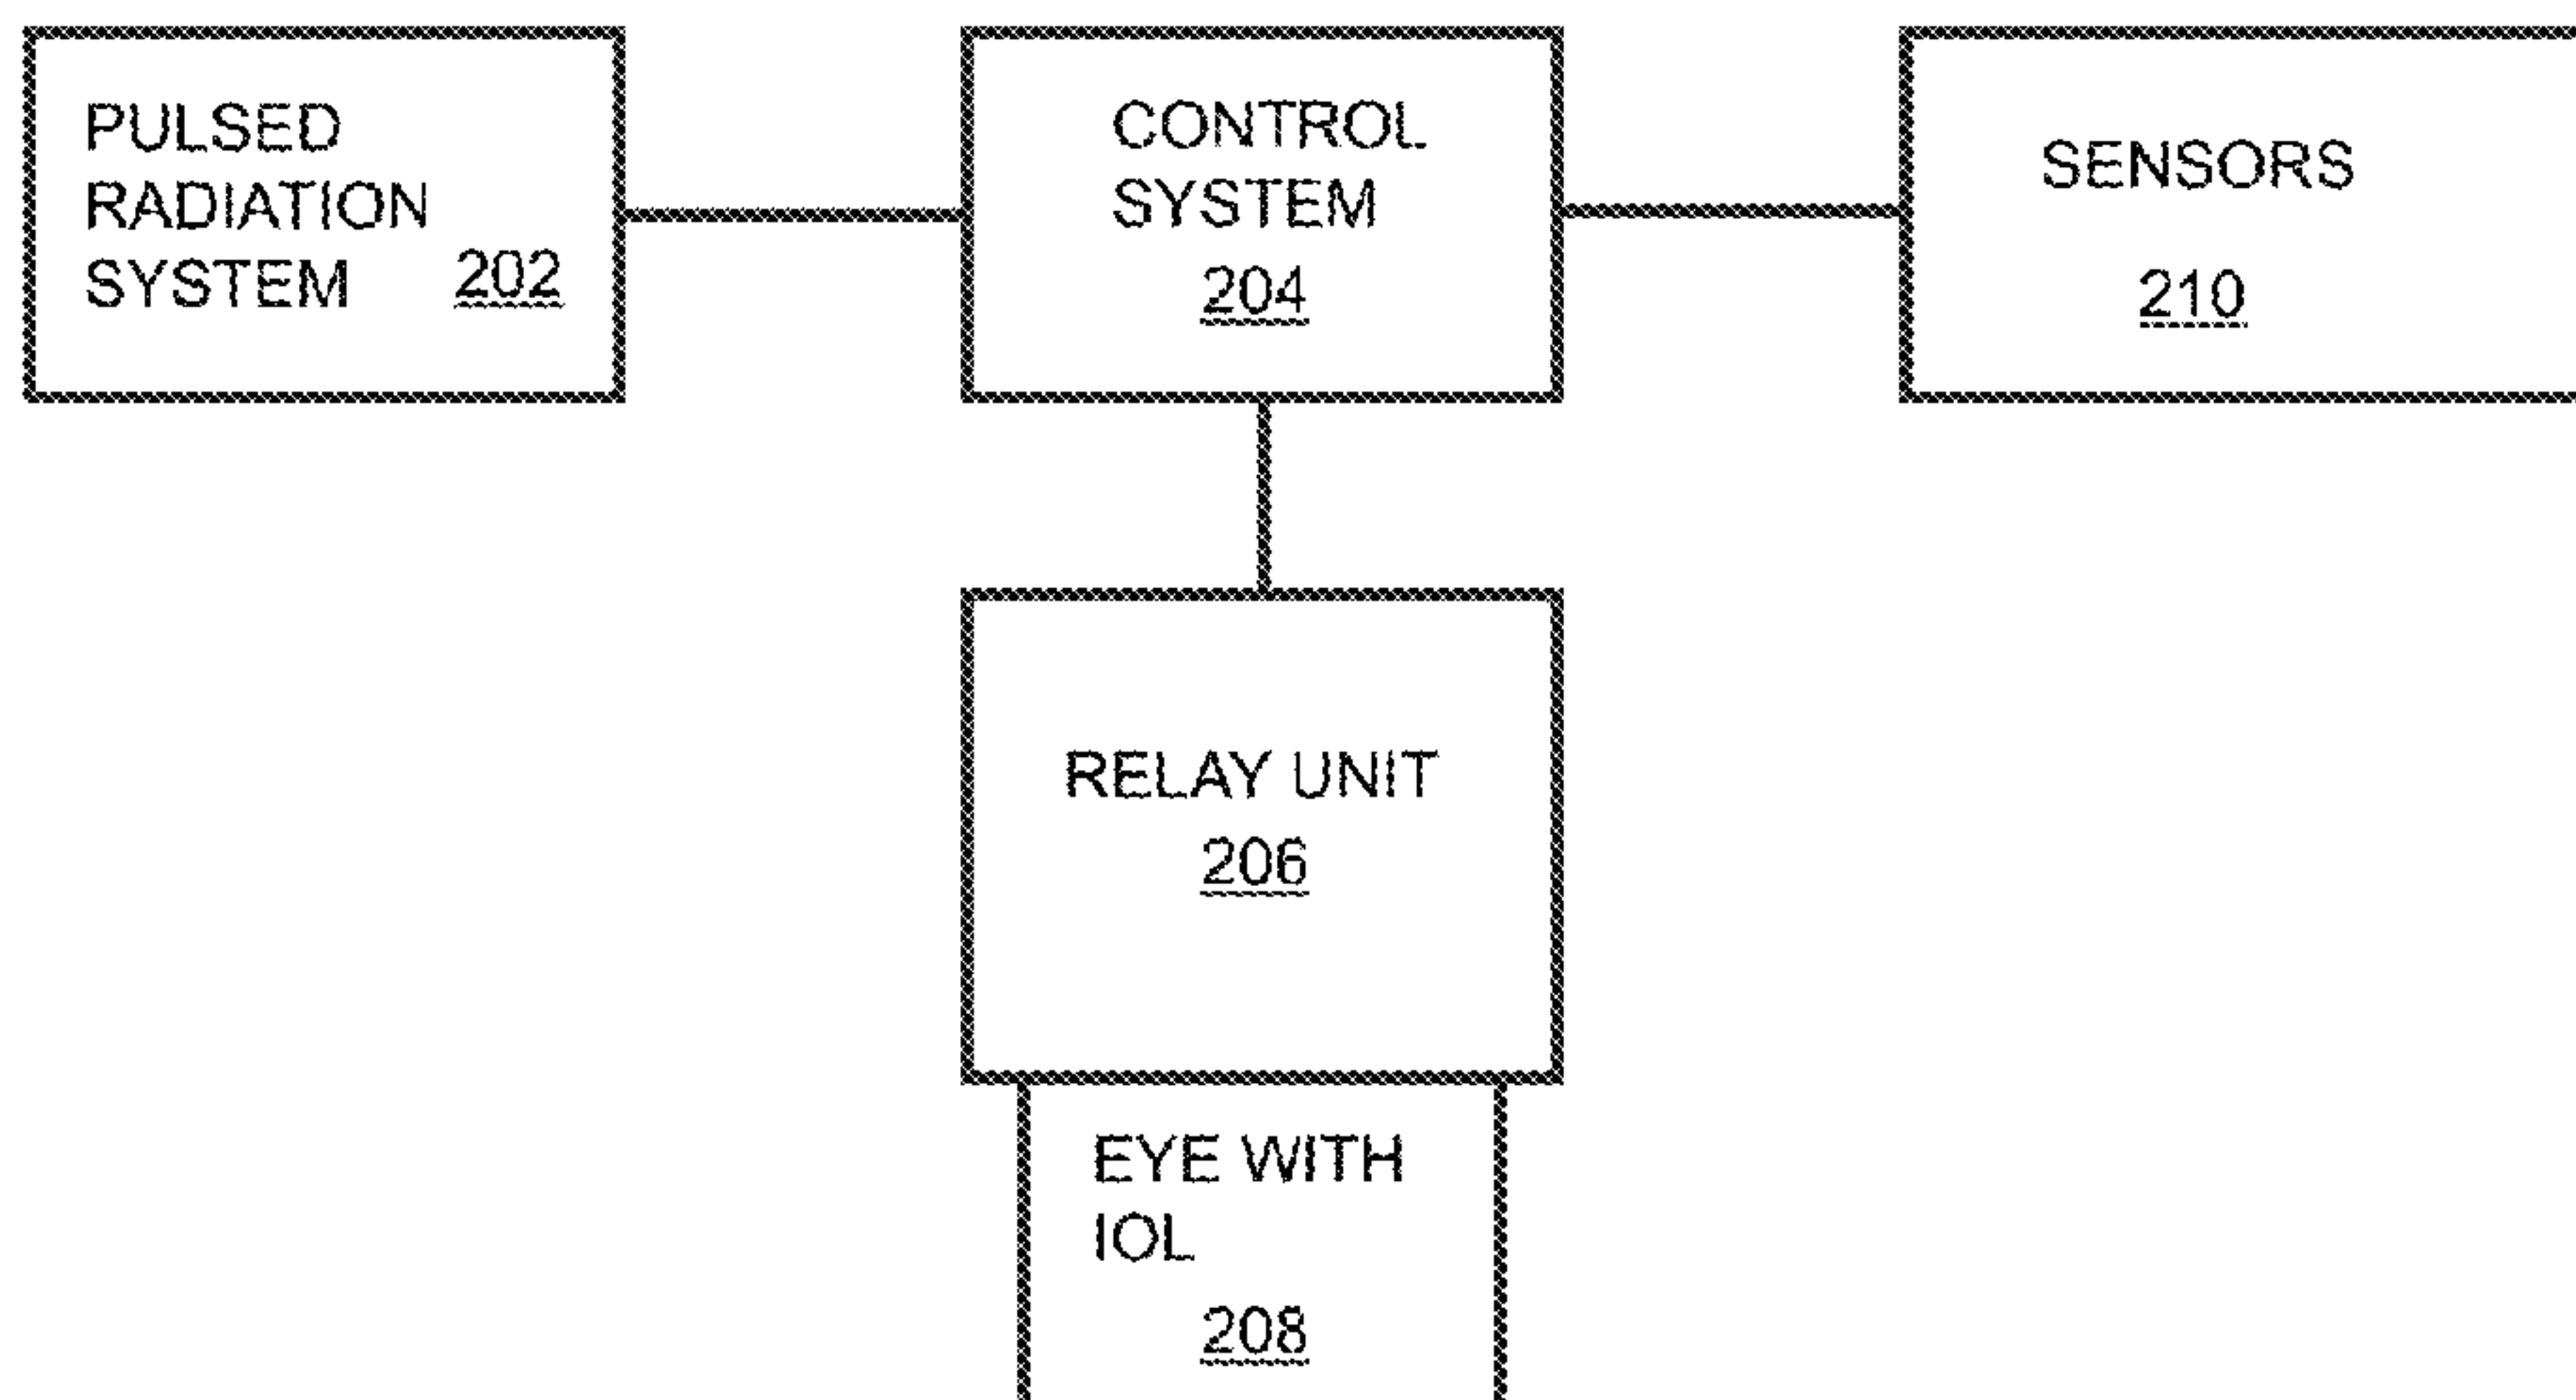 PULSED
RADIATION
SYSTEM 202
CONTROL
SYSTEM
204
SENSORS
210
RELAY UNIT
206
EYE WITH
IOL
208